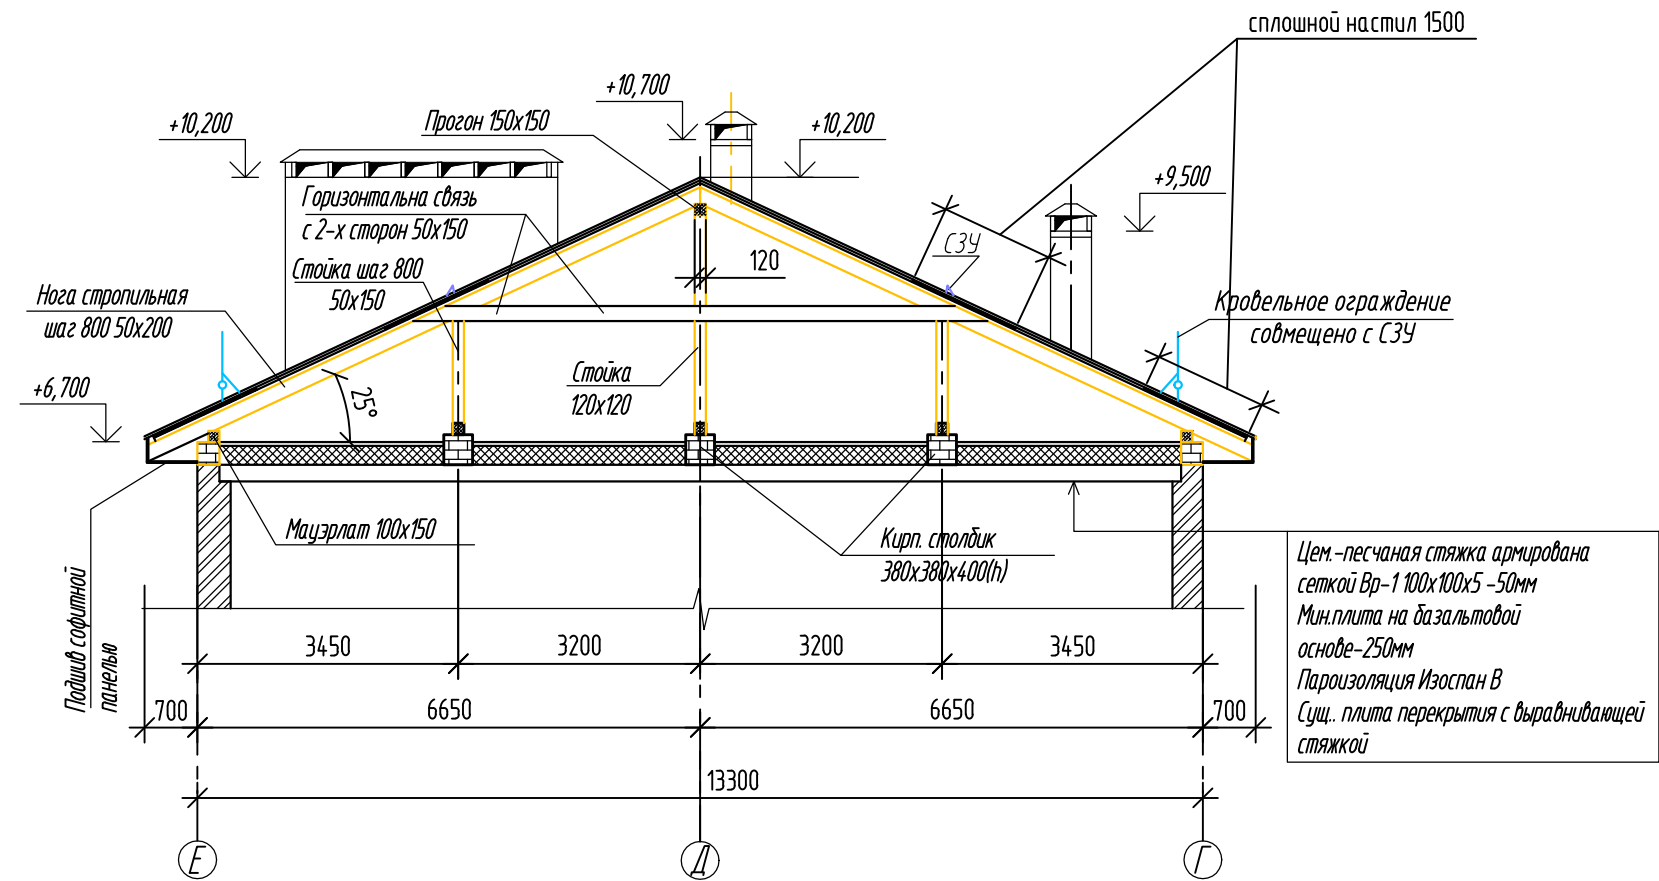 сплошной настил 1500
+10,700
+10,200
Прогон 150х150
+10,200
+9,500
Горизонтальна связь
с 2-х сторон 50х150
СЗУ
120
Стойка шаг 800
50х150
Нога стропильная
шаг 800 50х200
Кровельное ограждение
совмещено с СЗУ
+6,700
25°
Стойка
120х120
Мауэрлат 100х150
Кирп. столбик
380х380х400(h)
Подшив софитной
панелью
Цем.-песчаная стяжка армирована
сеткой Вр-1 100х100х5 -50мм
Мин.плита на базальтовой
основе-250мм
Пароизоляция Изоспан В
Сущ.. плита перекрытия с выравнивающей
стяжкой
3450
3200
3200
3450
700
6650
6650
700
13300
Е
Д
Г